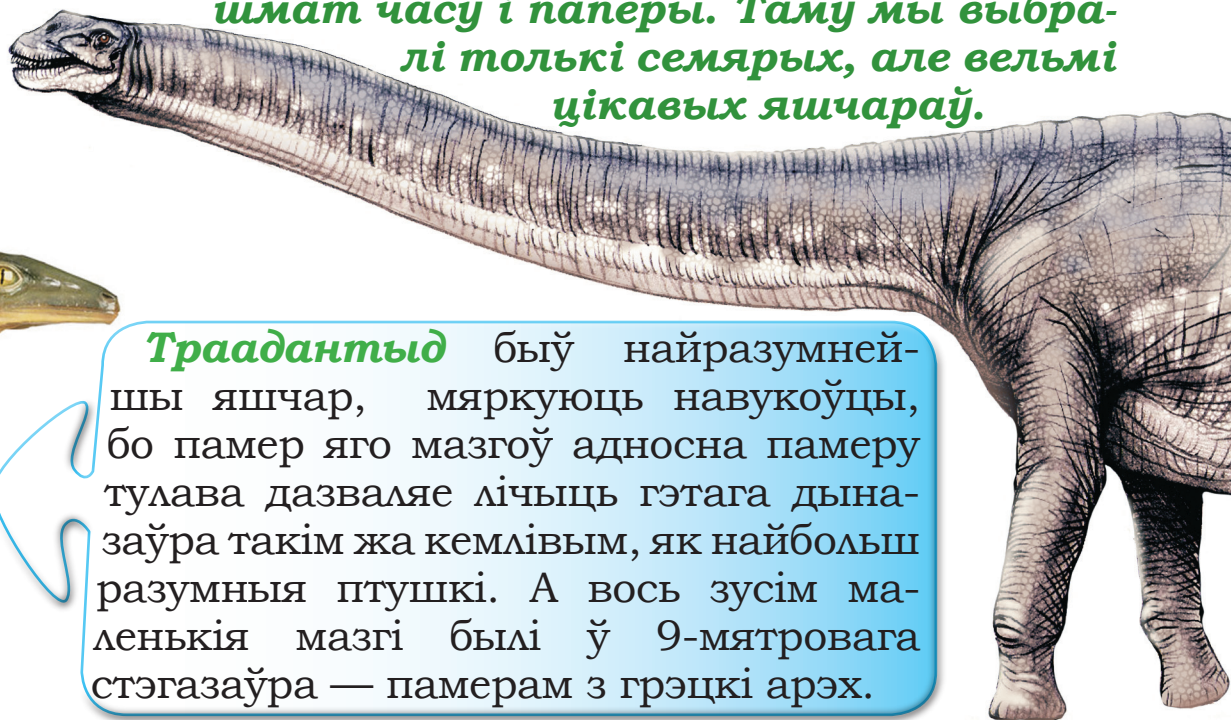 шмат часу і паперы. Таму мы выбра-
лі толькі семярых, але вельмі
цікавых яшчараў.
Траадантыд быў найразумней-
шы яшчар, мяркуюць навукоўцы,
бо памер яго мазгоў адносна памеру
тулава дазваляе лічыць гэтага дына-
заўра такім жа кемлівым, як найбольш
разумныя птушкі. А вось зусім ма-
ленькія мазгі былі ў 9-мятровага
стэгазаўра — памерам з грэцкі арэх.